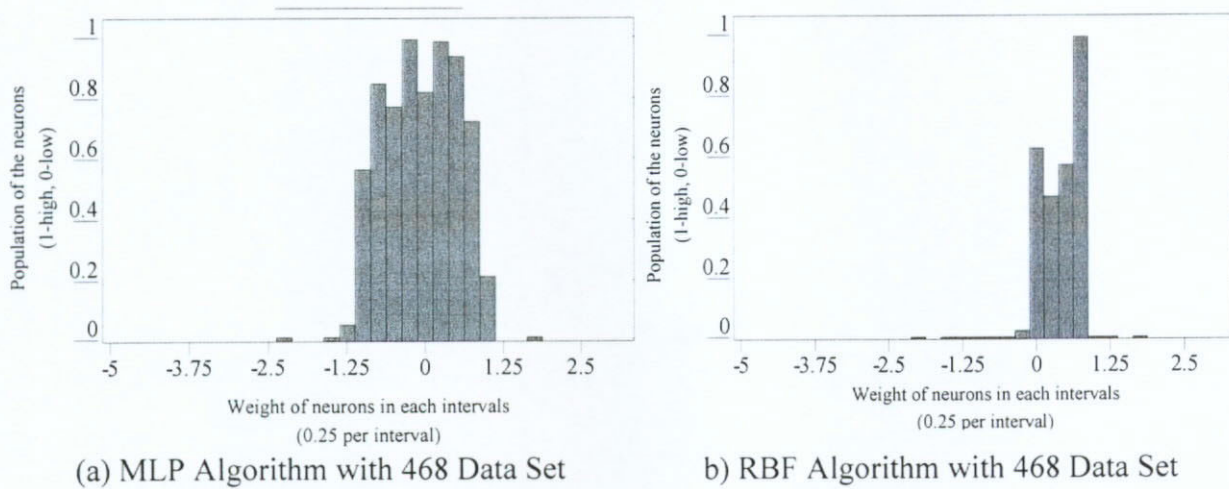 1
0.8
0.6
0.4
0.2
0
Population of the neurons
(1-high, 0-low)
-5 -3.75 -2.5 -1.25 0 1.25 2.5
Weight of neurons in each intervals
(0.25 per interval)
(a) MLP Algorithm with 468 Data Set
1
0.8
0.6
0.4
0.2
0
Population of the neurons
(1-high, 0-low)
-5 -3.75 -2.5 -1.25 0 1.25 2.5
Weight of neurons in each intervals
(0.25 per interval)
b) RBF Algorithm with 468 Data Set